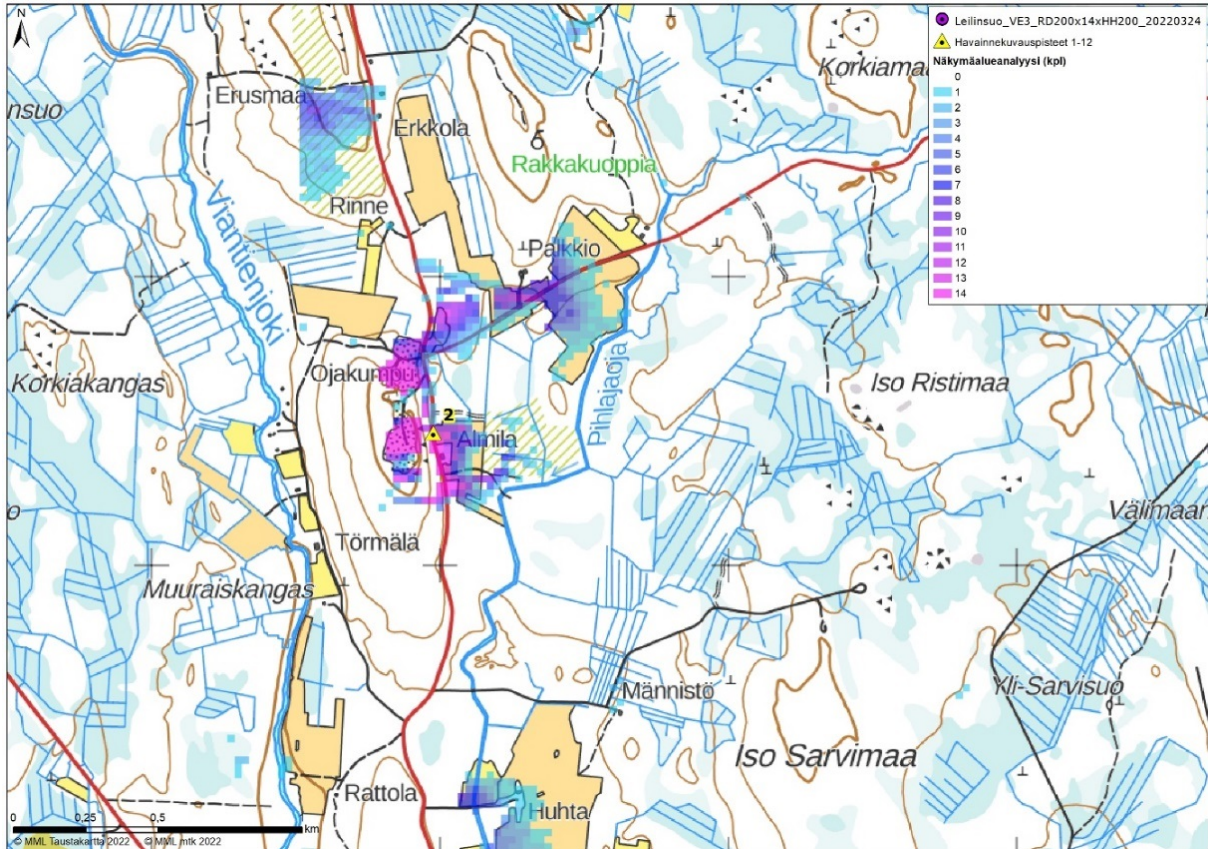 N
Leilinsuo_VE3_RD200x14xHH200_20220324
Havainnekuvauspisteet 1-12
Näkymäalueanalyysi (kpl)
0
1
2
3
4
5
6
7
8
9
10
11
12
13
14
nsuo
Erusmaa
Erkkola
Korkiamaa
Rakkakuoppia
Rinne
Viantienjoki
Palkkio
Korkiakangas
Ojakumpu
2
Almila
Pihlajaoja
Iso Ristimaa
o
Törmälä
Välimaan
Muuraiskangas
Männistö
Yli-Sarvisuo
Iso Sarvimaa
Rattola
Huhta
0 0,25 0,5
km
© MML Taustakartta 2022 © MML mtk 2022